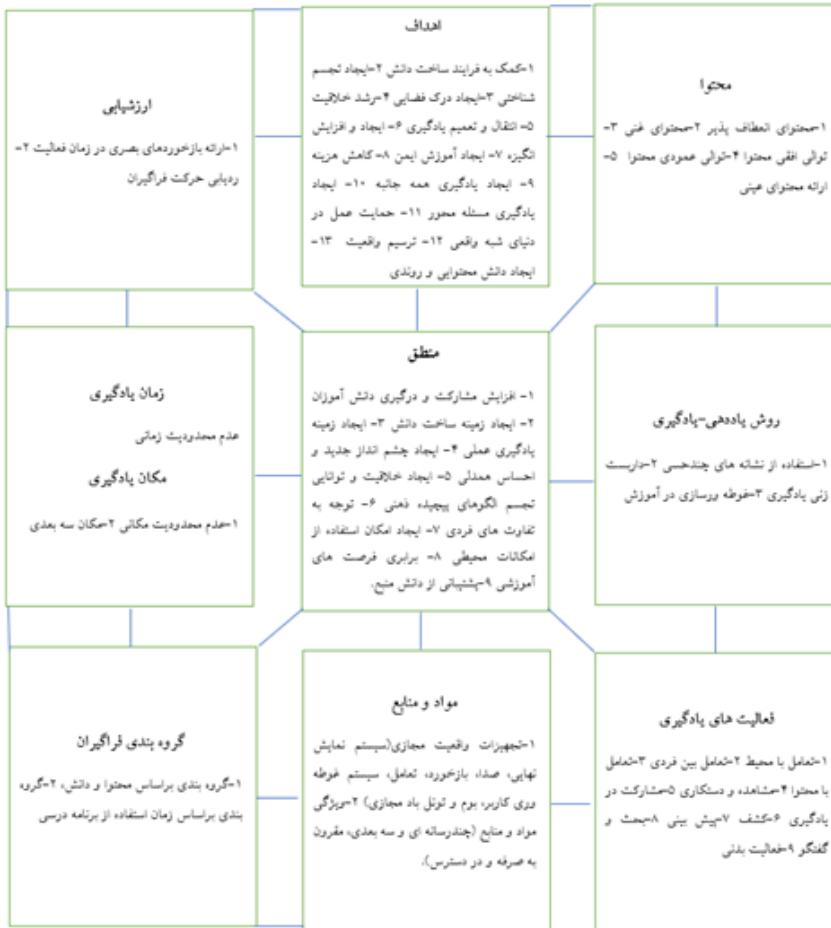 محتوا
۱-محتوای انعطاف پذیر ۲-محتوای غنی ۳-
توالی افقی محتوا ۴-توالی عمودی محتوا ۵-
ارائه محتوای عینی
اهداف
۱-کمک به فرایند ساخت دانش ۲-ایجاد تجسم
شناختی ۳-ایجاد درک فضایی ۴-رشد خلاقیت
۵- انتقال و تعمیم یادگیری ۶- ایجاد و افزایش
انگیزه ۷- ایجاد آموزش ایمن ۸-کاهش هزینه
۹- ایجاد یادگیری همه جانبه ۱۰- ایجاد
یادگیری مسئله محور ۱۱- حمایت عمل در
دنیای شبه واقعی ۱۲- ترسیم واقعیت ۱۳-
ایجاد دانش محتوایی و روندی
ارزشیابی
۱-ارائه بازخوردهای بصری در زمان فعالیت ۲-
ردیابی حرکت فراگیران
روش یاددهی-یادگیری
۱-استفاده از نشانه های چندحسی ۲-داربست
زنی یادگیری ۳-غوطه ورسازی در آموزش
منطق
۱- افزایش مشارکت و درگیری دانش آموزان
۲- ایجاد زمینه ساخت دانش ۳- ایجاد زمینه
یادگیری عملی ۴- ایجاد چشم انداز جدید و
احساس همدلی ۵- ایجاد خلاقیت و توانایی
تجسم الگوهای پیچیده ذهنی ۶- توجه به
تفاوت های فردی ۷- ایجاد امکان استفاده از
امکانات محیطی ۸- برابری فرصت های
آموزشی ۹-پشتیبانی از دانش منبع.
زمان یادگیری
عدم محدودیت زمانی
مکان یادگیری
۱-عدم محدودیت مکانی ۲-مکان سه بعدی
فعالیت های یادگیری
۱-تعامل با محیط ۲-تعامل بین فردی ۳-تعامل
با محتوا ۴-مشاهده و دستکاری ۵-مشارکت در
یادگیری ۶-کشف ۷-پیش بینی ۸-بحث و
گفتگو ۹-فعالیت بدنی
مواد و منابع
۱-تجهیزات واقعیت مجازی(سیستم نمایش
نهایی، صدا، بازخورد، تعامل، سیستم غوطه
وری کاربر، بوم و تونل باد مجازی) ۲-ویژگی
مواد و منابع (چندرسانه ای و سه بعدی، مقرون
به صرفه و در دسترس).
گروه بندی فراگیران
۱-گروه بندی براساس محتوا و دانش، ۲-گروه
بندی براساس زمان استفاده از برنامه درسی